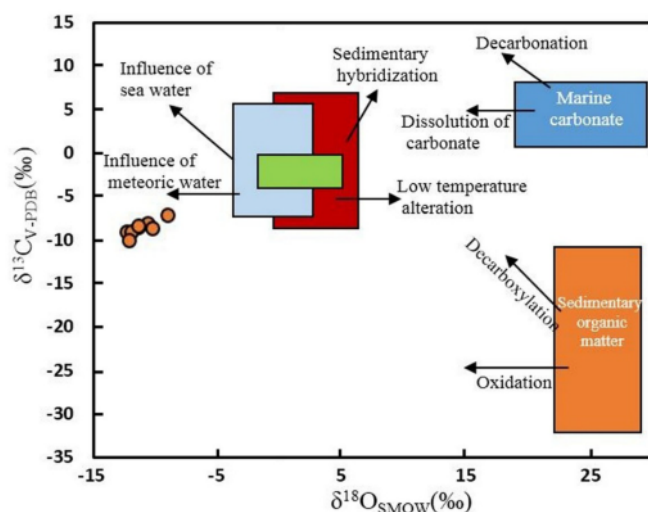 15
10
5
0
-5
-10
-15
-20
-25
-30
-35
δ13CV-PDB(‰)
Influence of
sea water
Influence of
meteoric water
Sedimentary
hybridization
Low temperature
alteration
Decarbonation
Marine
carbonate
Dissolution of
carbonate
Decarboxylation
Sedimentary
organic
matter
Oxidation
-15
-5
5
15
25
δ18OSMOW(‰)